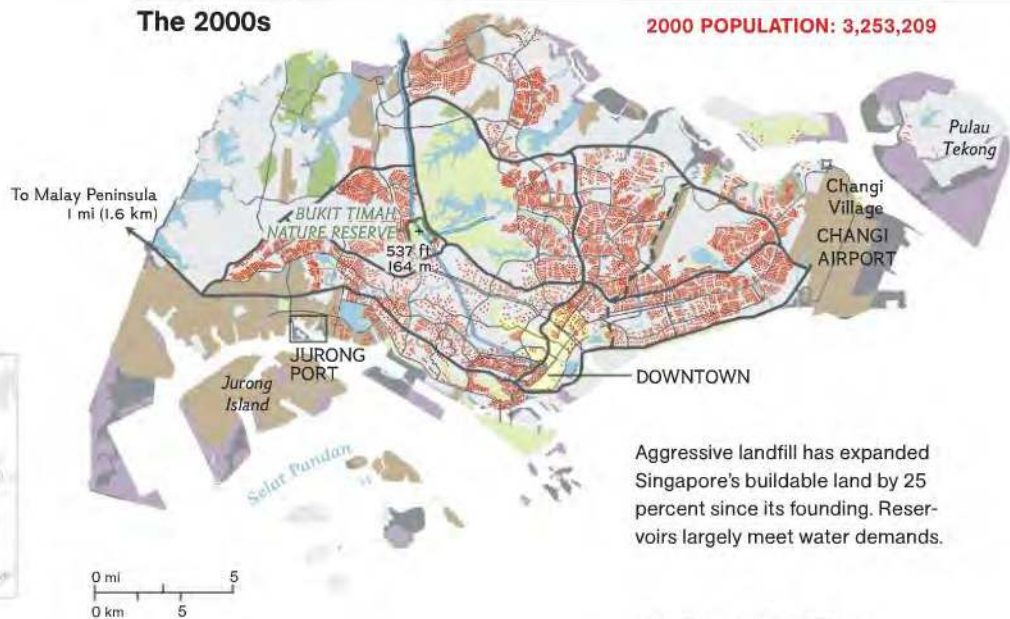 The 2000s
2000 POPULATION: 3,253,209
Pulau
Tekong
To Malay Peninsula
1 mi (1.6 km)
Changi
Village
BUKIT TIMAH
NATURE RESERVE
537 ft
164 m
CHANGI
AIRPORT
JURONG
PORT
Jurong
Island
DOWNTOWN
Selat Pandan
Aggressive landfill has expanded
Singapore's buildable land by 25
percent since its founding. Reser-
voirs largely meet water demands.
0 mi 5
0 km 5